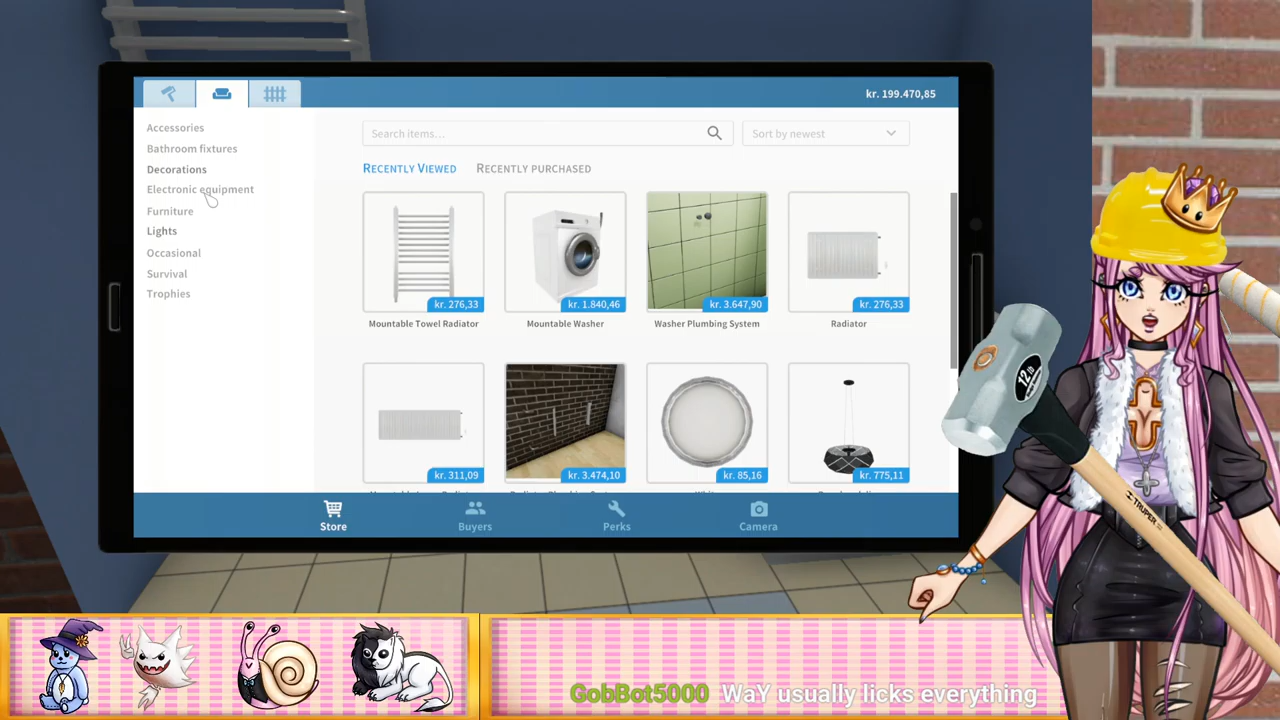 kr. 199.470,85
Search items...
Sort by newest
Accessories
Bathroom fixtures
Decorations
Electronic equipment
Furniture
Lights
Occasional
Survival
Trophies
RECENTLY VIEWED
RECENTLY PURCHASED
kr. 276,33
Mountable Towel Radiator
kr. 1.840,46
Mountable Washer
kr. 3.647,90
Washer Plumbing System
kr. 276,33
Radiator
kr. 311,09
kr. 3.474,10
kr. 85,16
kr. 775,11
Store
Buyers
Perks
Camera
12 LB
TRUPER
GobBot5000 WaY usually licks everything